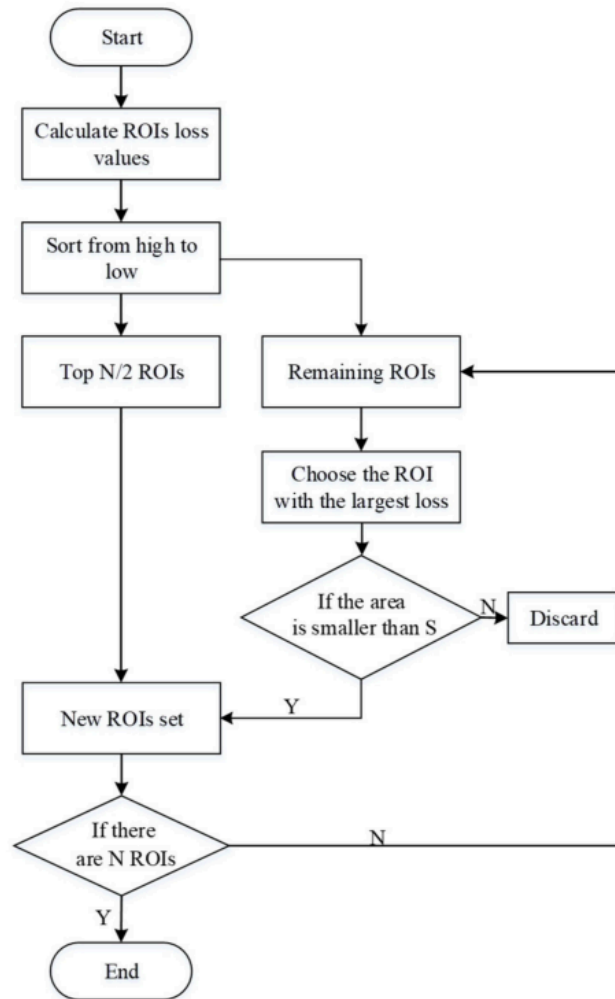 Start
Calculate ROIs loss
values
Sort from high to
low
Top N/2 ROIs
Remaining ROIs
Choose the ROI
with the largest loss
If the area
is smaller than S
N
Discard
Y
New ROIs set
If there
are N ROIs
N
Y
End